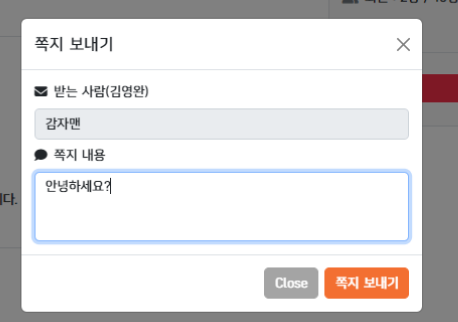 쪽지 보내기
받는 사람(김영완)
감자맨
쪽지 내용
안녕하세요?
Close
쪽지 보내기